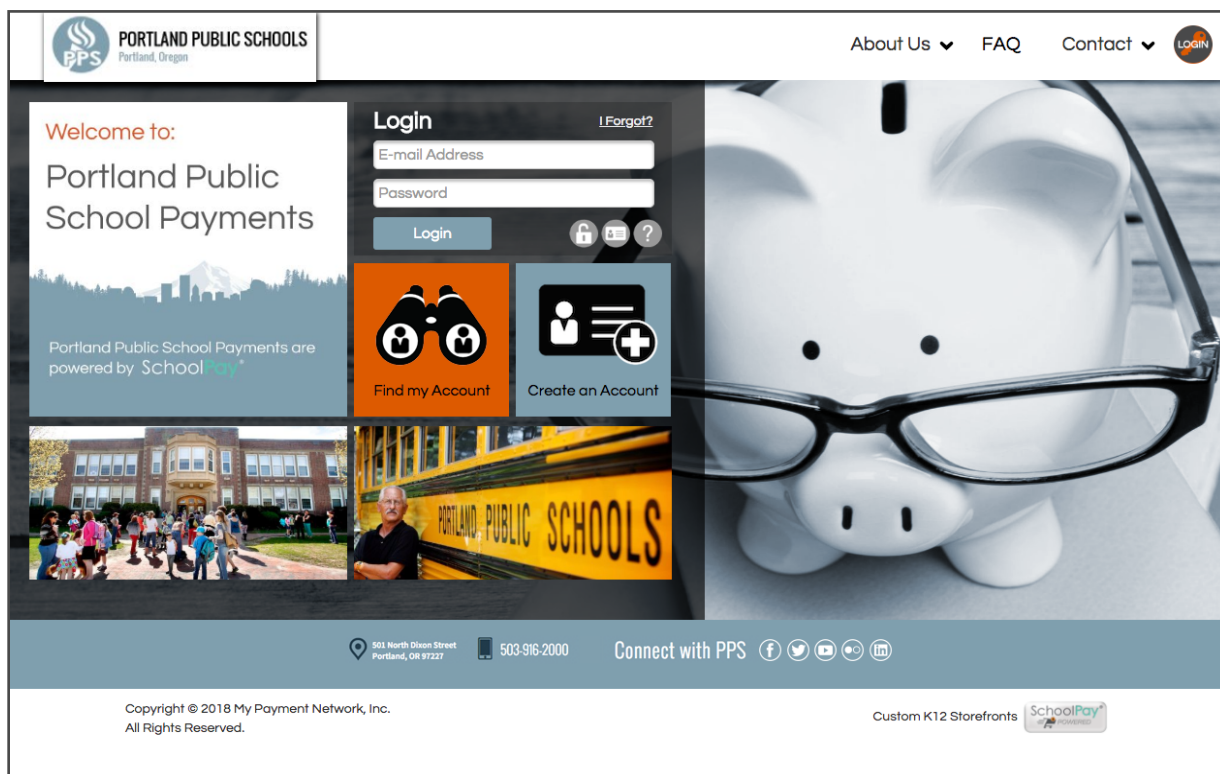 PPS
PORTLAND PUBLIC SCHOOLS
Portland, Oregon
About Us
FAQ
Contact
LOGIN
Welcome to:
Portland Public
School Payments
Portland Public School Payments are
powered by SchoolPay®
Login
I Forgot?
E-mail Address
Password
Login
?
Find my Account
Create an Account
PORTLAND PUBLIC SCHOOLS
501 North Dixon Street
Portland, OR 97227
503-916-2000
Connect with PPS
Copyright © 2018 My Payment Network, Inc.
All Rights Reserved.
Custom K12 Storefronts
SchoolPay®
POWERED